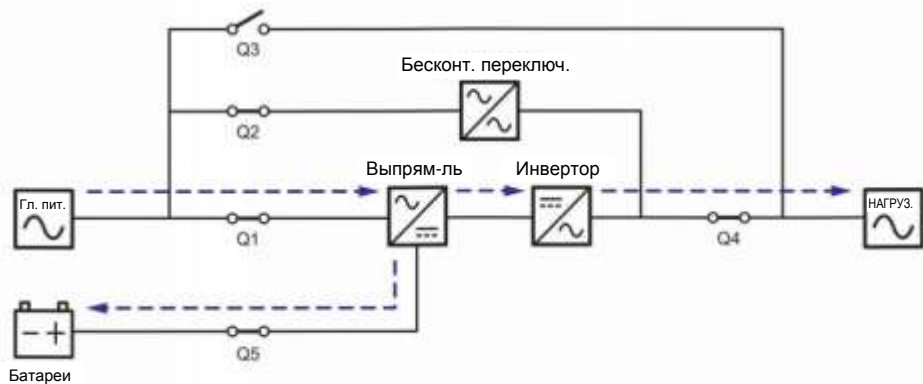 Q3
Бесконт. переключ.
Q2
Выпрям-ль
Инвертор
Гл. пит.
НАГРУЗ.
Q1
Q4
Q5
Батареи